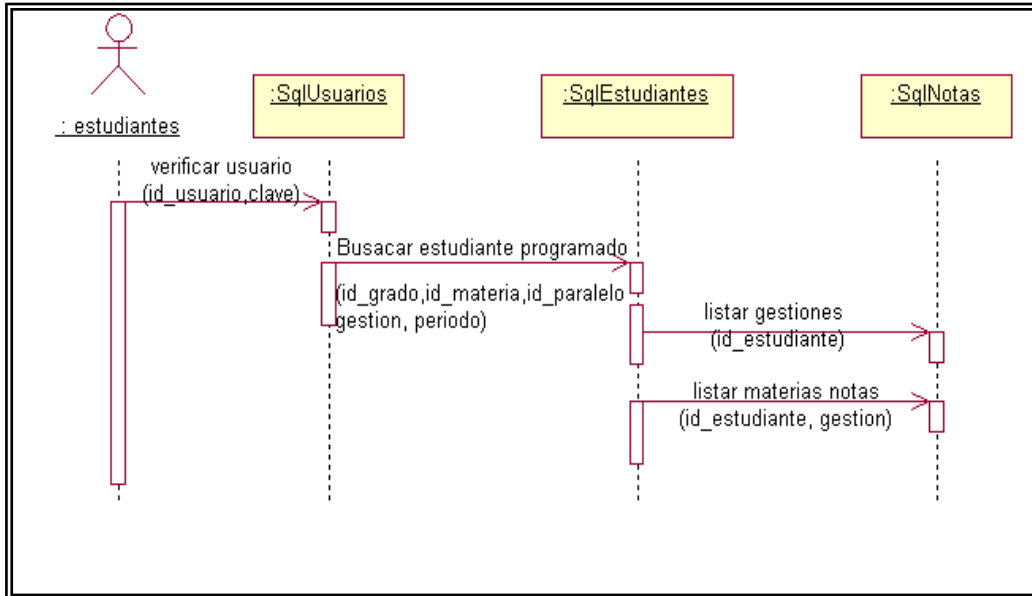 : estudiantes
:SqlUsuarios
:SqlEstudiantes
:SqlNotas
verificar usuario
(id_usuario,clave)
Busacar estudiante programado
(id_grado,id_materia,id_paralelo
gestion, periodo)
listar gestiones
(id_estudiante)
listar materias notas
(id_estudiante, gestion)